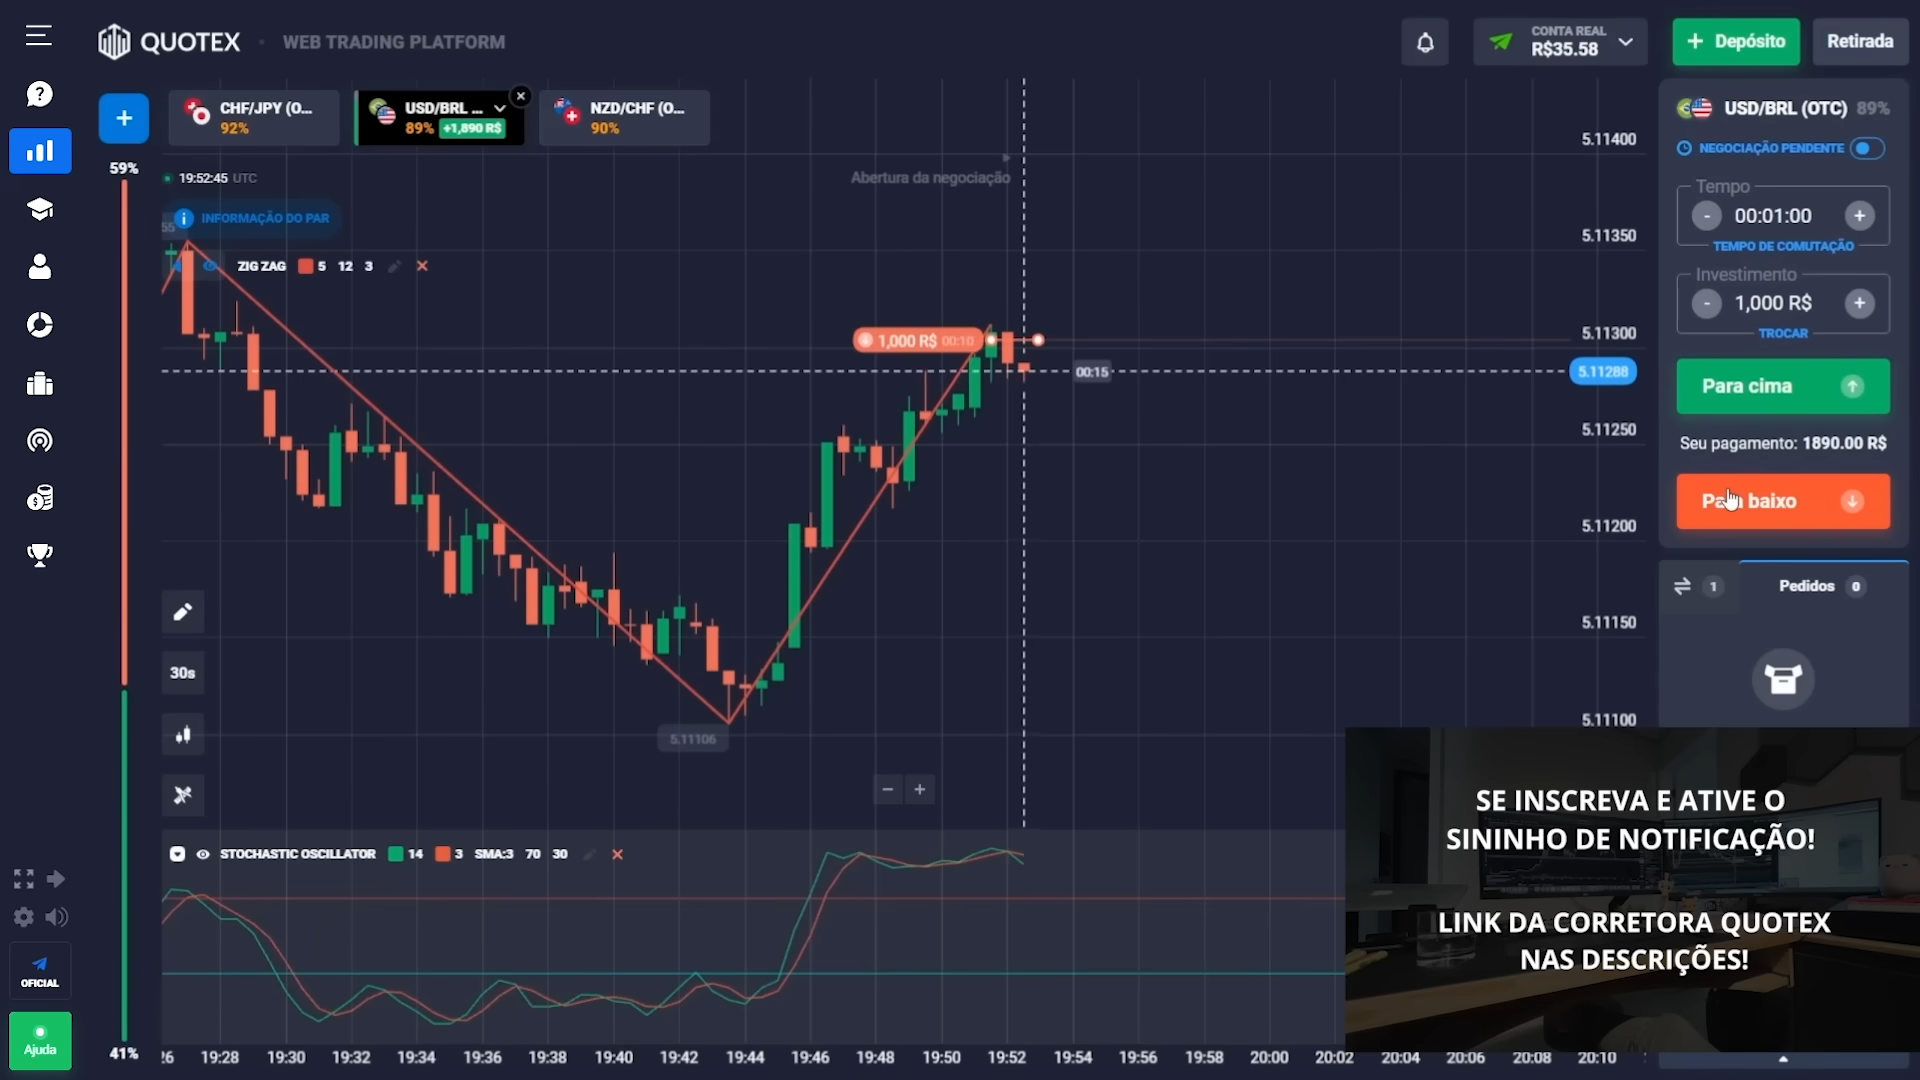 QUOTEX
WEB TRADING PLATFORM
CONTA REAL
R$35.58
+ Depósito
Retirada
CHF/JPY (O...
92%
USD/BRL ...
89% +1,890 R$
NZD/CHF (O...
90%
USD/BRL (OTC) 89%
NEGOCIAÇÃO PENDENTE
Tempo
- 00:01:00 +
TEMPO DE COMUTAÇÃO
Investimento
- 1,000 R$ +
TROCAR
Para cima
Seu pagamento: 1890.00 R$
Para baixo
1
Pedidos 0
59%
19:52:45 UTC
Abertura da negociação
INFORMAÇÃO DO PAR
55
ZIG ZAG 5 12 3
1,000 R$ 00:10
00:15
5.11400
5.11350
5.11300
5.11288
5.11250
5.11200
5.11150
5.11100
30s
5.11106
STOCHASTIC OSCILLATOR 14 3 SMA:3 70 30
SE INSCREVA E ATIVE O
SININHO DE NOTIFICAÇÃO!
LINK DA CORRETORA QUOTEX
NAS DESCRIÇÕES!
OFICIAL
Ajuda
41%
26 19:28 19:30 19:32 19:34 19:36 19:38 19:40 19:42 19:44 19:46 19:48 19:50 19:52 19:54 19:56 19:58 20:00 20:02 20:04 20:06 20:08 20:10